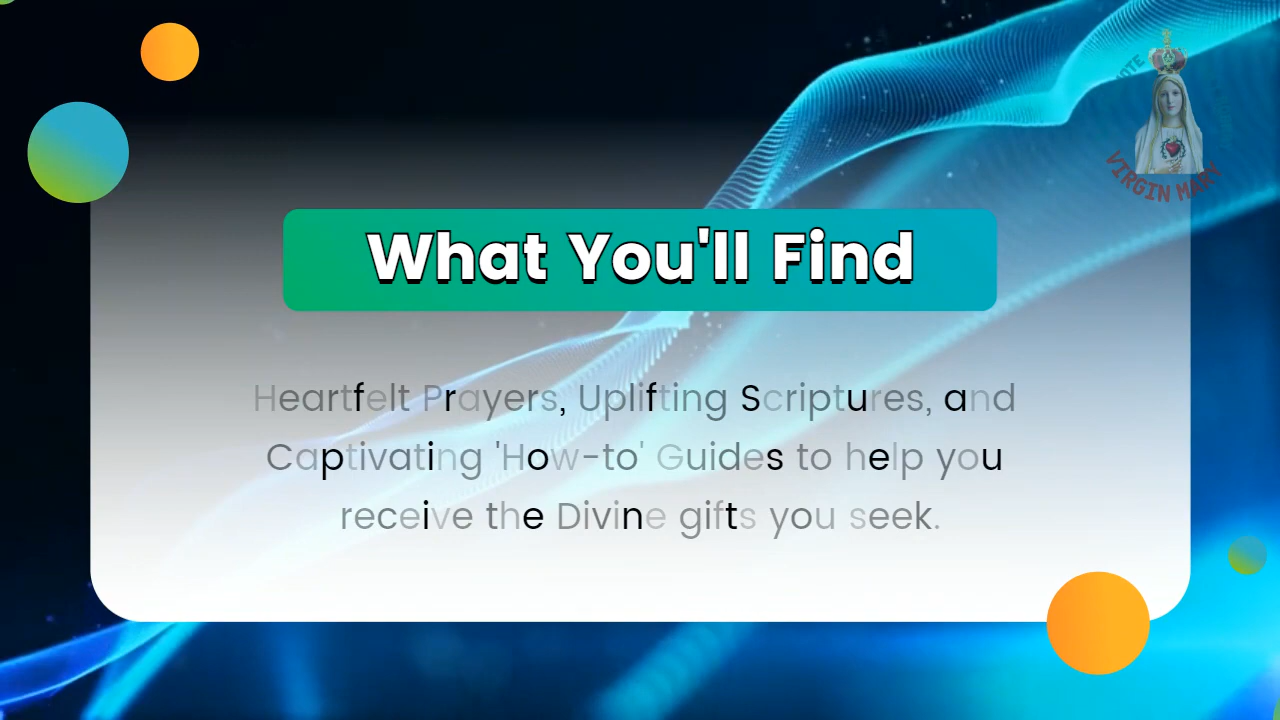 What You'll Find
Heartfelt Prayers, Uplifting Scriptures, and
Captivating 'How-to' Guides to help you
receive the Divine gifts you seek.
VIRGIN MARY